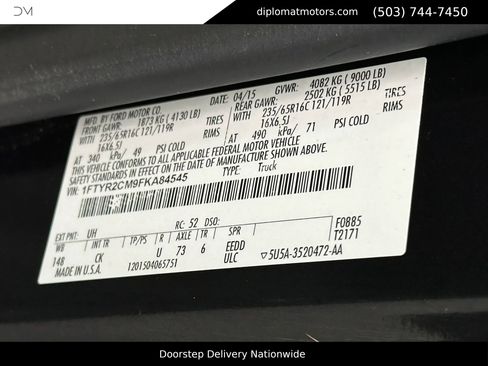 DM
diplomatmotors.com
(503) 744-7450
MFD. BY FORD MOTOR CO.
DATE: 04/15 GVWR: 4082 KG ( 9000 LB)
FRONT GAWR: 1873 KG ( 4130 LB)
REAR GAWR: 2502 KG ( 5515 LB)
WITH 235/65R16C 121/119R TIRES
WITH 235/65R16C 121/119R TIRES
16X6.5J RIMS
16X6.5J RIMS
AT 340 kPa/ 49 PSI COLD
AT 490 kPa/ 71 PSI COLD
THIS VEHICLE CONFORMS TO ALL APPLICABLE FEDERAL MOTOR VEHICLE
SAFETY STANDARDS IN EFFECT ON THE DATE OF MANUFACTURE SHOWN ABOVE.
VIN: 1FTYR2CM9FKA84545
TYPE: Truck
EXT PNT: UH RC: 52 DSO: F0885
WB INT TR TP/PS R AXLE TR SPR T2171
148 CK U 73 6 EEDD
MADE IN U.S.A. 1201504065751 ULC ▽5U5A-3520472-AA
Doorstep Delivery Nationwide